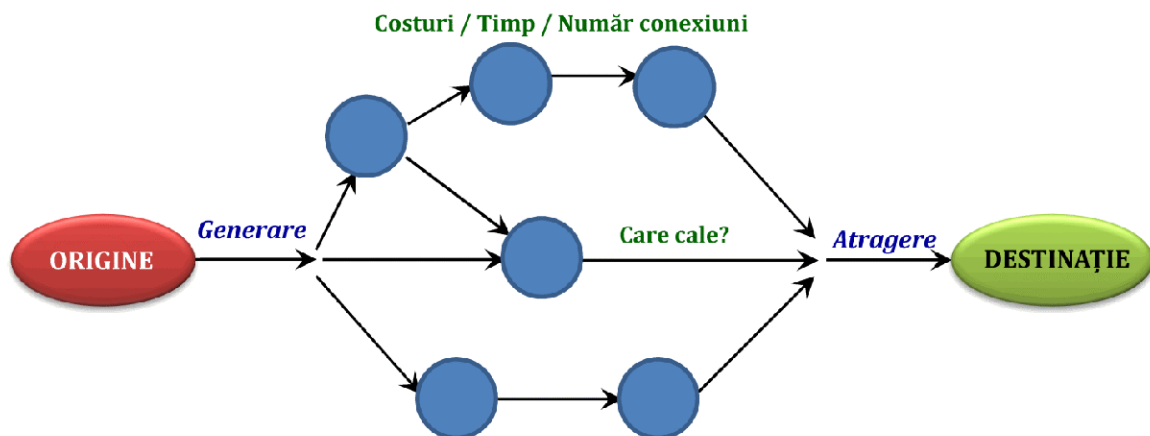 Costuri / Timp / Număr conexiuni
Generare
Care cale?
Atragere
ORIGINE
DESTINAȚIE